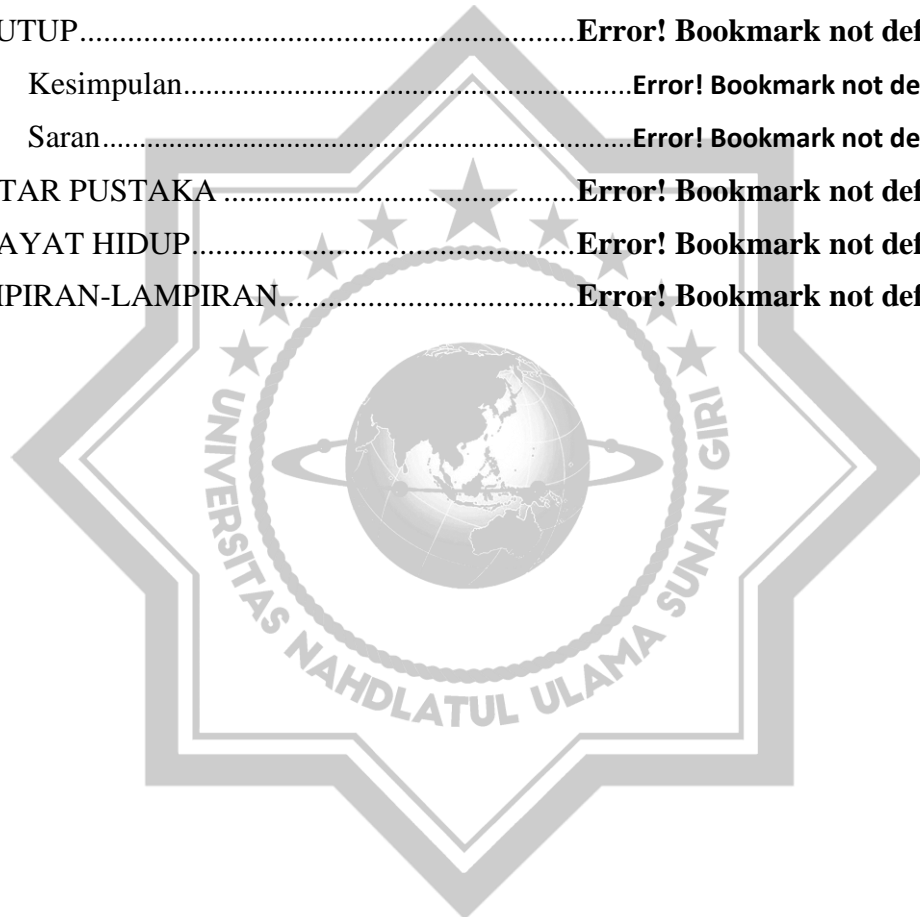 UTUP..............................................................Error! Bookmark not def
Kesimpulan........................................................Error! Bookmark not de
Saran..................................................................Error! Bookmark not de
TAR PUSTAKA ............................................Error! Bookmark not def
AYAT HIDUP................................................Error! Bookmark not def
IPIRAN-LAMPIRAN.....................................Error! Bookmark not def
UNIVERSITAS NAHDLATUL ULAMA SUNAN GIRI